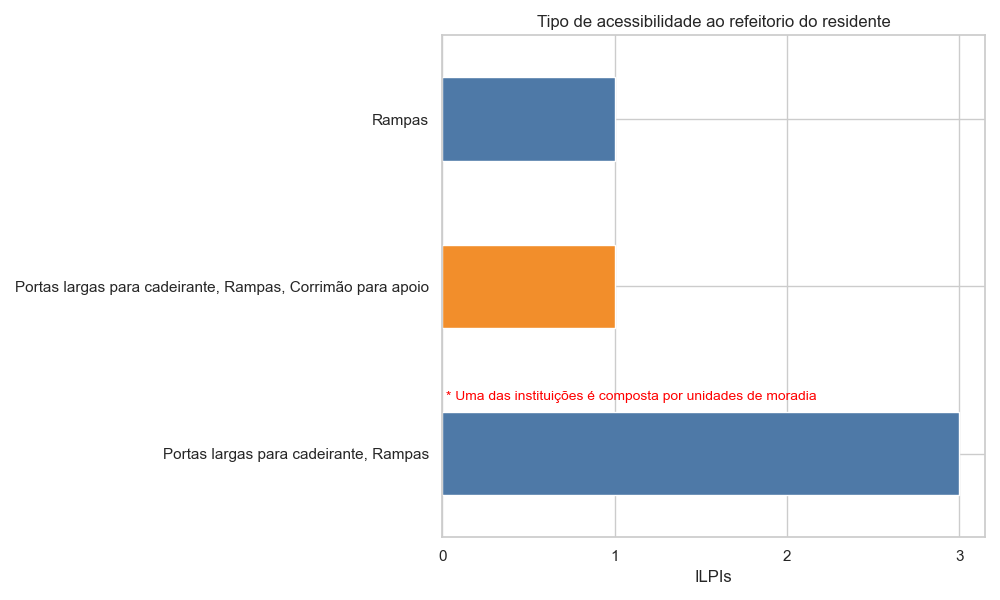 Tipo de acessibilidade ao refeitorio do residente
Rampas
Portas largas para cadeirante, Rampas, Corrimão para apoio
* Uma das instituições é composta por unidades de moradia
Portas largas para cadeirante, Rampas
0 1 2 3
ILPIs